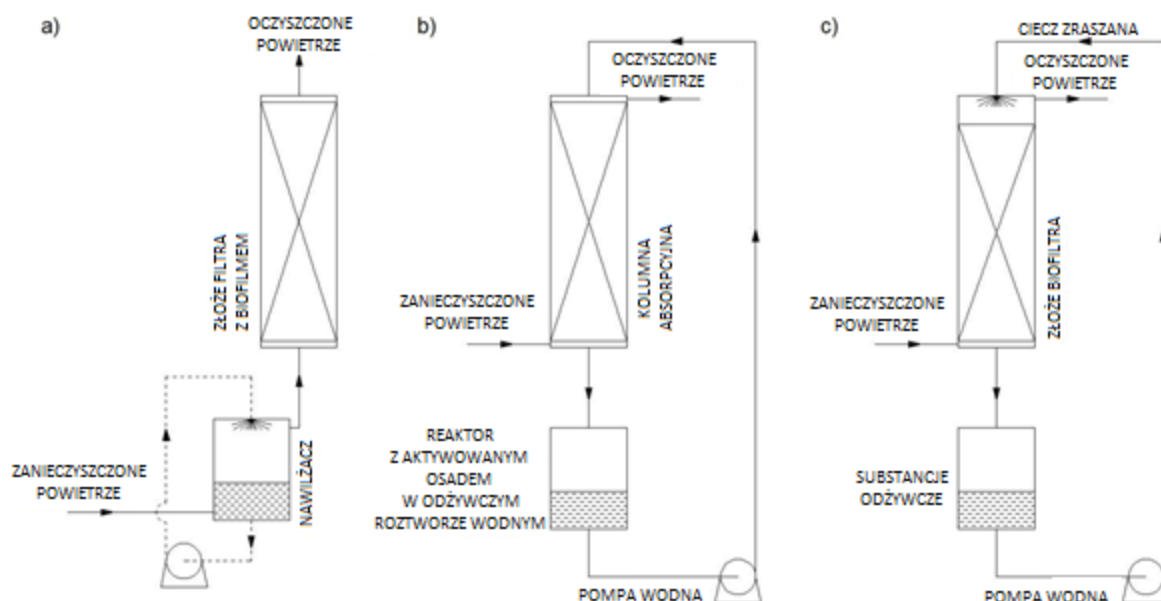 a)
OCZYSZCZONE
POWIETRZE
ZŁOŻE FILTRA
Z BIOFILMEM
ZANIECZYSZCZONE
POWIETRZE
NAWILŻACZ
b)
OCZYSZCZONE
POWIETRZE
KOLUMNA
ABSORPCYJNA
ZANIECZYSZCZONE
POWIETRZE
REAKTOR
Z AKTYWOWANYM
OSADEM
W ODŻYWCZYM
ROZTWORZE WODNYM
POMPA WODNA
c)
CIECZ ZRASZANA
OCZYSZCZONE
POWIETRZE
ZŁOŻE BIOFILTRA
ZANIECZYSZCZONE
POWIETRZE
SUBSTANCJE
ODŻYWCZE
POMPA WODNA